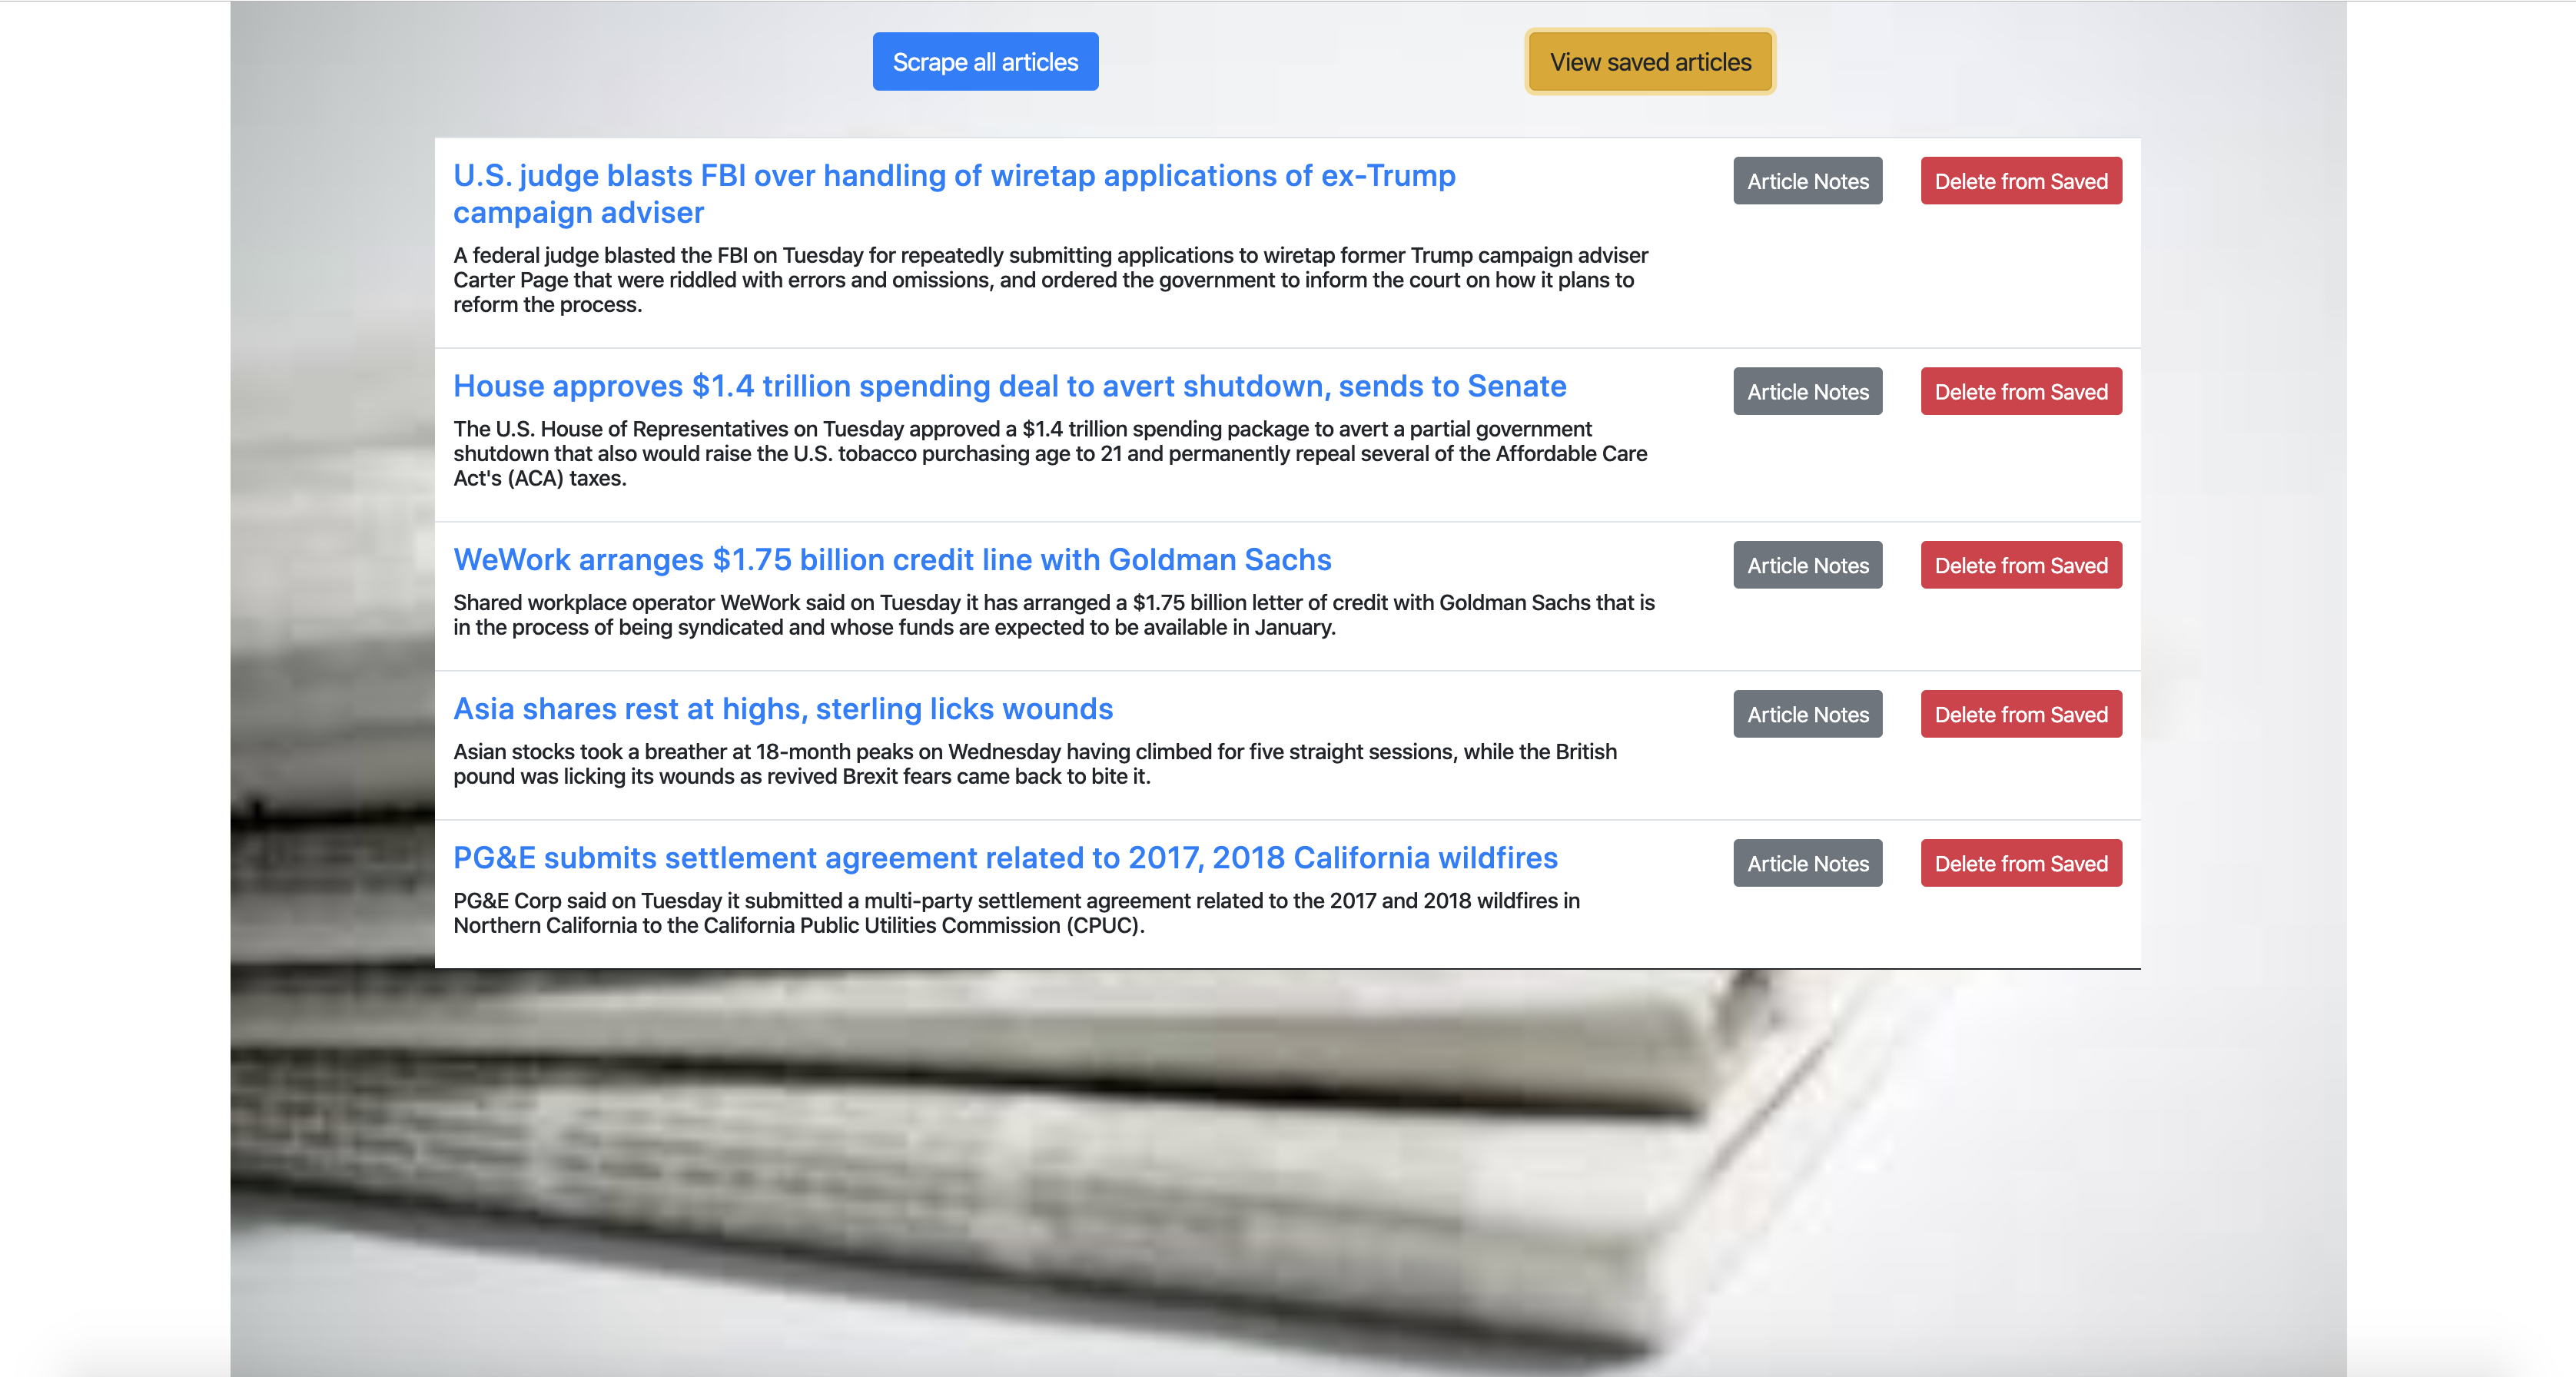 Scrape all articles
View saved articles
U.S. judge blasts FBI over handling of wiretap applications of ex-Trump
campaign adviser
Article Notes
Delete from Saved
A federal judge blasted the FBI on Tuesday for repeatedly submitting applications to wiretap former Trump campaign adviser
Carter Page that were riddled with errors and omissions, and ordered the government to inform the court on how it plans to
reform the process.
House approves $1.4 trillion spending deal to avert shutdown, sends to Senate
Article Notes
Delete from Saved
The U.S. House of Representatives on Tuesday approved a $1.4 trillion spending package to avert a partial government
shutdown that also would raise the U.S. tobacco purchasing age to 21 and permanently repeal several of the Affordable Care
Act's (ACA) taxes.
WeWork arranges $1.75 billion credit line with Goldman Sachs
Article Notes
Delete from Saved
Shared workplace operator WeWork said on Tuesday it has arranged a $1.75 billion letter of credit with Goldman Sachs that is
in the process of being syndicated and whose funds are expected to be available in January.
Asia shares rest at highs, sterling licks wounds
Article Notes
Delete from Saved
Asian stocks took a breather at 18-month peaks on Wednesday having climbed for five straight sessions, while the British
pound was licking its wounds as revived Brexit fears came back to bite it.
PG&E submits settlement agreement related to 2017, 2018 California wildfires
Article Notes
Delete from Saved
PG&E Corp said on Tuesday it submitted a multi-party settlement agreement related to the 2017 and 2018 wildfires in
Northern California to the California Public Utilities Commission (CPUC).